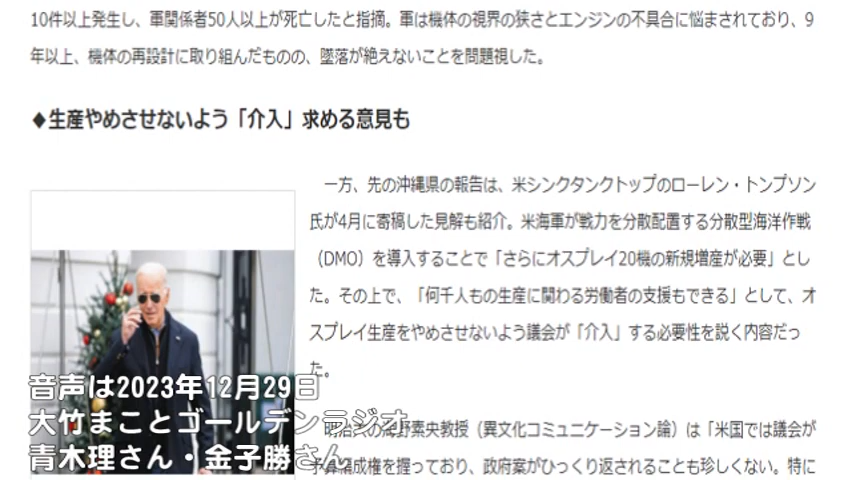 10件以上発生し、軍関係者50人以上が死亡したと指摘。軍は機体の視界の狭さとエンジンの不具合に悩まされており、9
年以上、機体の再設計に取り組んだものの、墜落が絶えないことを問題視した。
◆生産やめさせないよう「介入」求める意見も
一方、先の沖縄県の報告は、米シンクタンクトップのローレン・トンプソン
氏が4月に寄稿した見解も紹介。米海軍が戦力を分散配置する分散型海洋作戦
（DMO）を導入することで「さらにオスプレイ20機の新規増産が必要」とし
た。その上で、「何千人もの生産に関わる労働者の支援もできる」として、オ
スプレイ生産をやめさせないよう議会が「介入」する必要性を説く内容だっ
た。
音声は2023年12月29日
大竹まことゴールデンラジオ
青木理さん・金子勝さん
明治大の海野素央教授（異文化コミュニケーション論）は「米国では議会が
予算編成権を握っており、政府案がひっくり返されることも珍しくない。特に